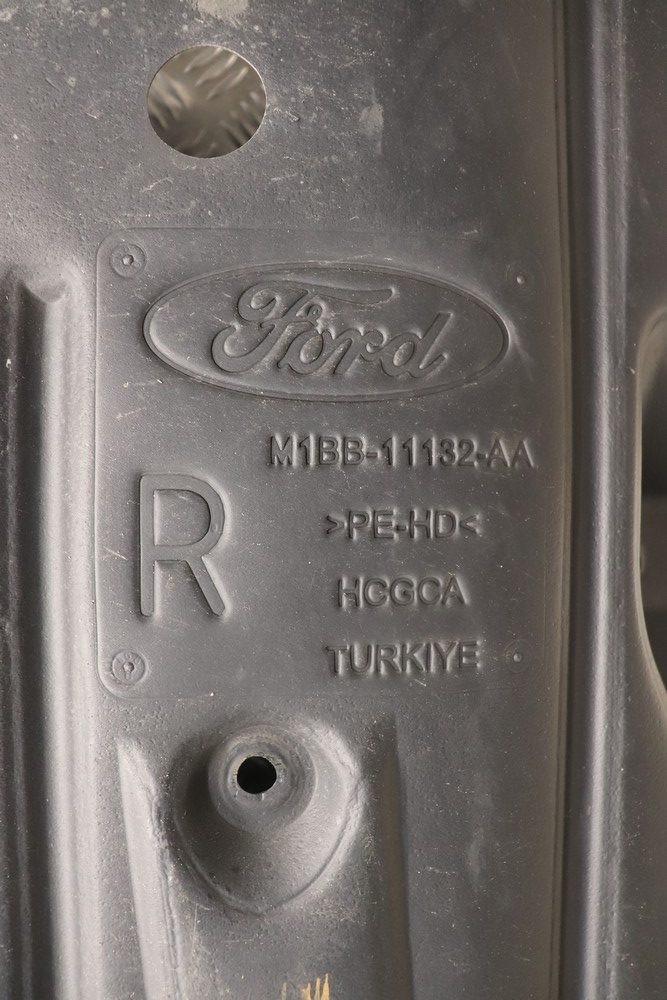 Ford
M1BB-11132-AA
R
>PE-HD<
HCGCA
TURKIYE